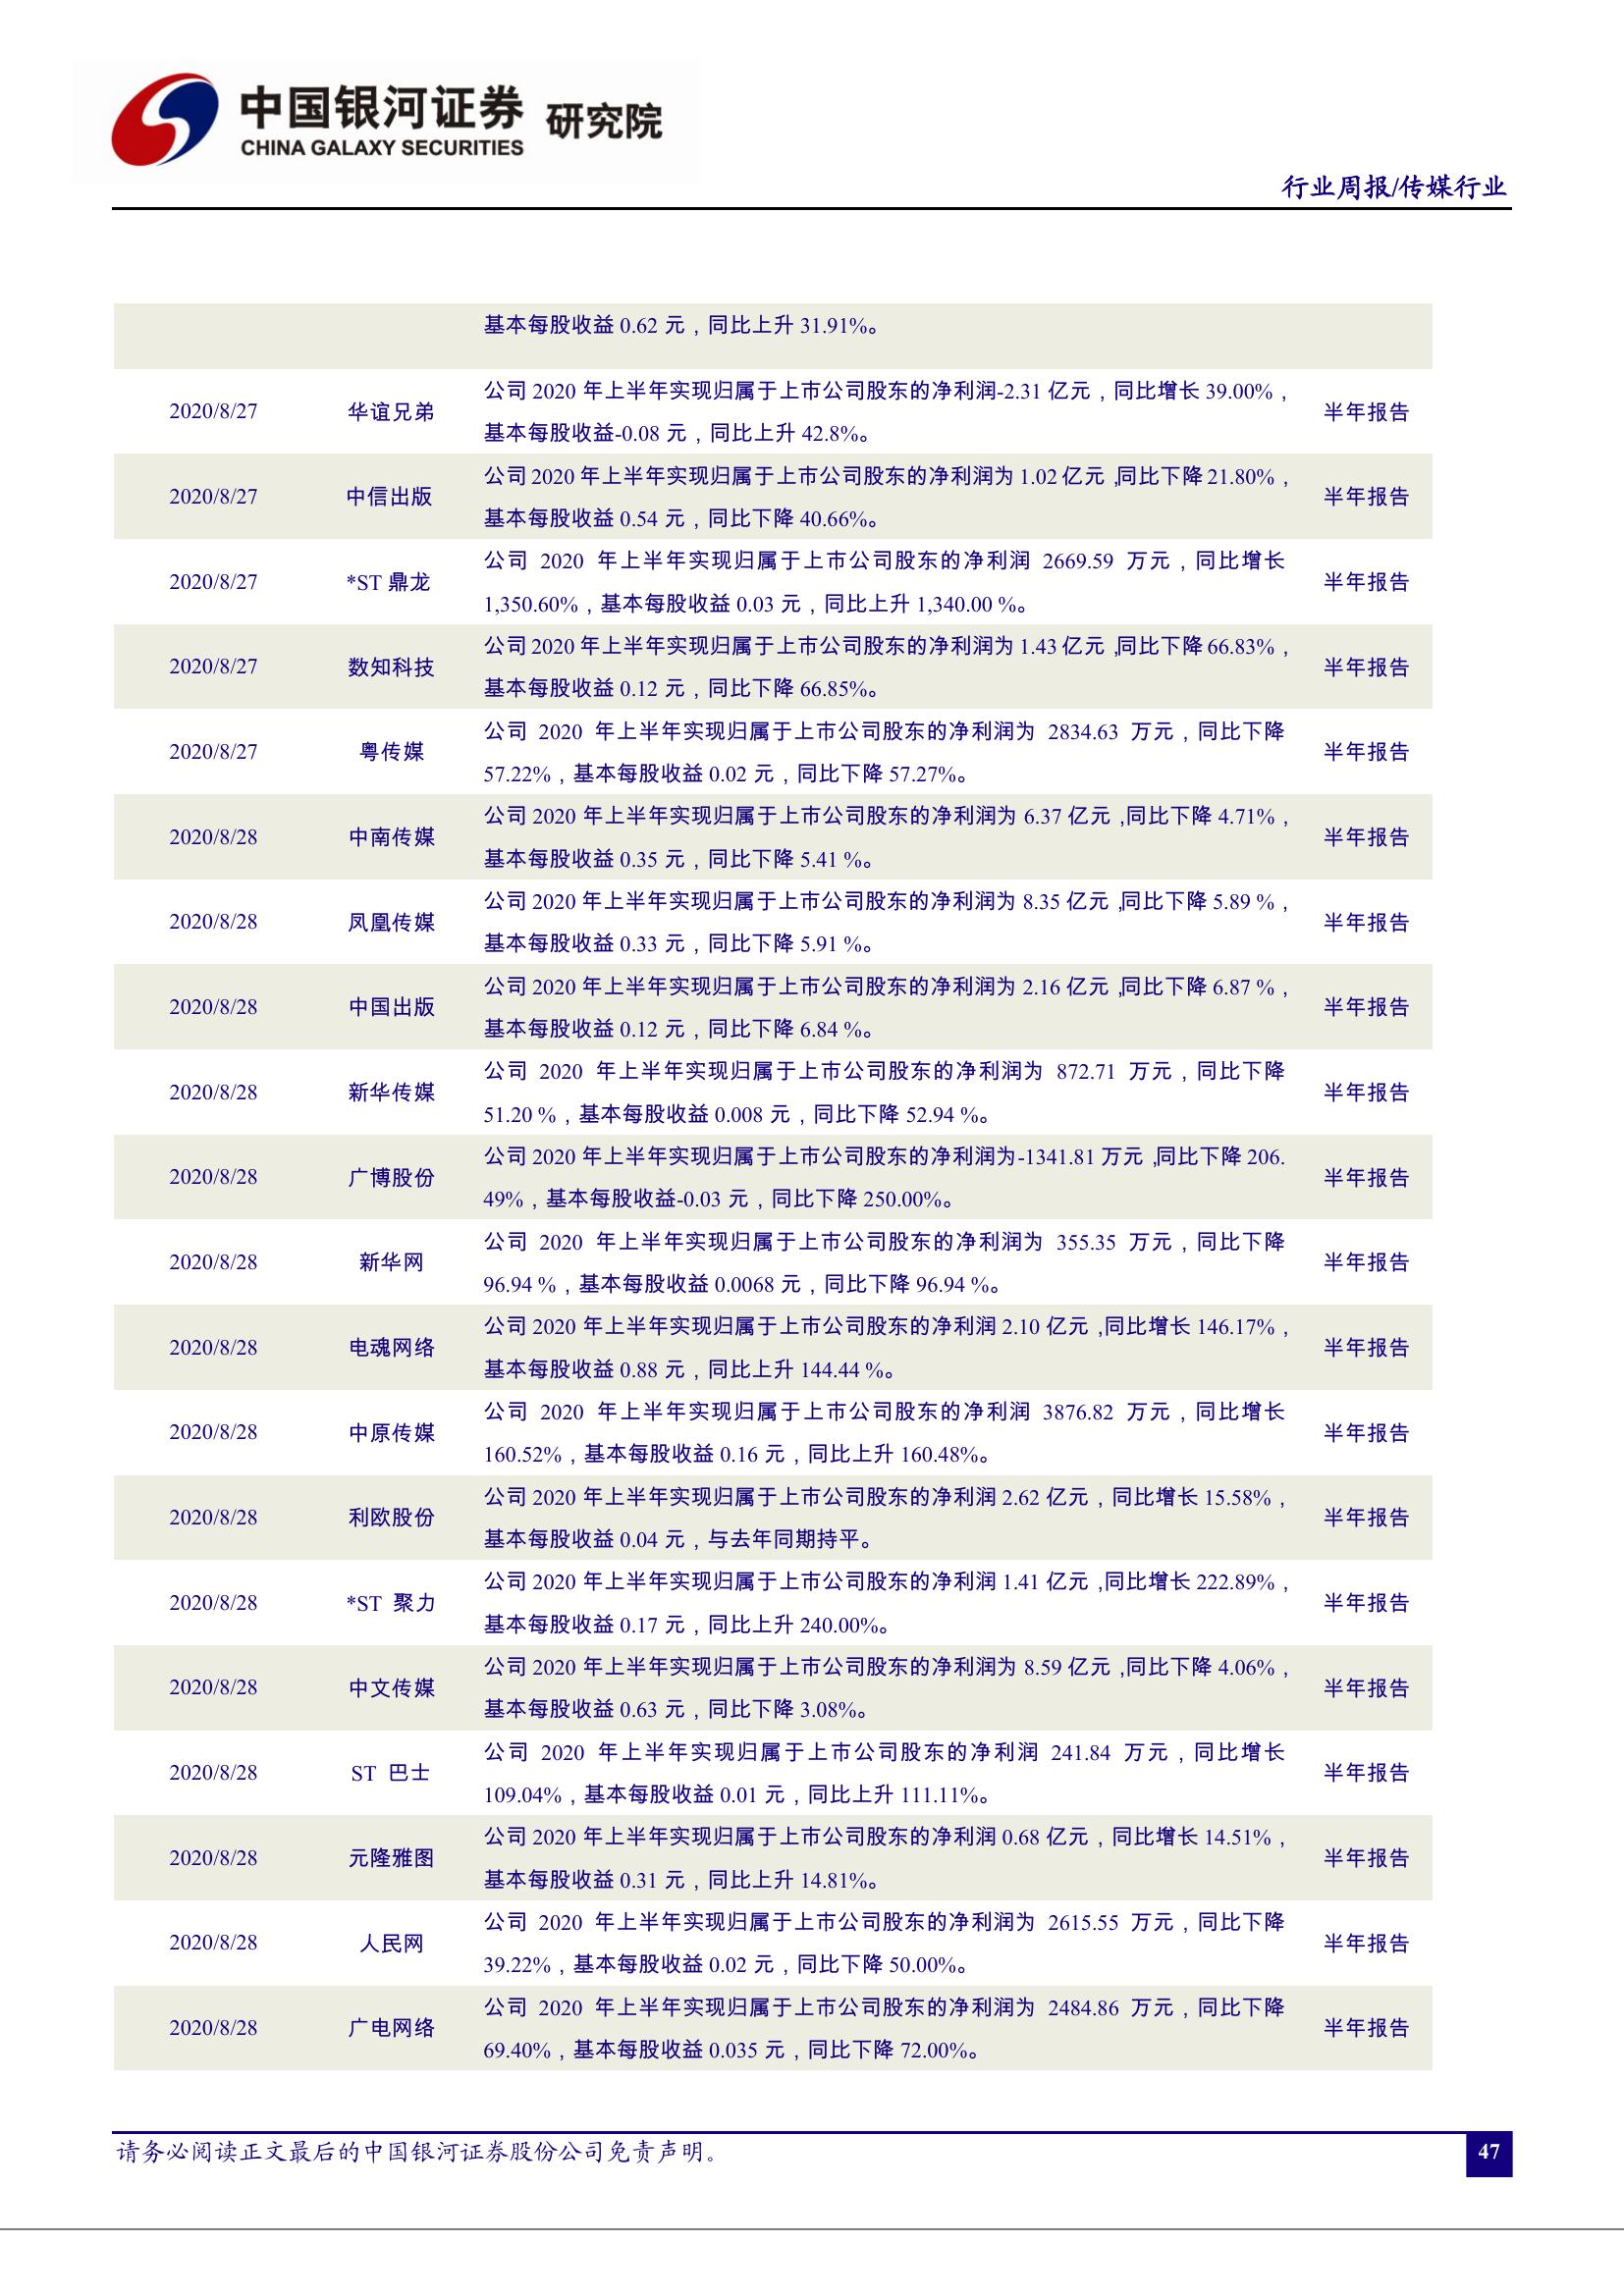 中国银河证券 研究院
CHINA GALAXY SECURITIES
行业周报/传媒行业
基本每股收益 0.62 元，同比上升 31.91%。
2020/8/27 华谊兄弟 公司 2020 年上半年实现归属于上市公司股东的净利润-2.31 亿元，同比增长 39.00%，
基本每股收益-0.08 元，同比上升 42.8%。 半年报告
2020/8/27 中信出版 公司 2020 年上半年实现归属于上市公司股东的净利润为 1.02 亿元，同比下降 21.80%，
基本每股收益 0.54 元，同比下降 40.66%。 半年报告
2020/8/27 *ST 鼎龙 公司 2020 年上半年实现归属于上市公司股东的净利润 2669.59 万元，同比增长
1,350.60%，基本每股收益 0.03 元，同比上升 1,340.00 %。 半年报告
2020/8/27 数知科技 公司 2020 年上半年实现归属于上市公司股东的净利润为 1.43 亿元，同比下降 66.83%，
基本每股收益 0.12 元，同比下降 66.85%。 半年报告
2020/8/27 粤传媒 公司 2020 年上半年实现归属于上市公司股东的净利润为 2834.63 万元，同比下降
57.22%，基本每股收益 0.02 元，同比下降 57.27%。 半年报告
2020/8/28 中南传媒 公司 2020 年上半年实现归属于上市公司股东的净利润为 6.37 亿元，同比下降 4.71%，
基本每股收益 0.35 元，同比下降 5.41 %。 半年报告
2020/8/28 凤凰传媒 公司 2020 年上半年实现归属于上市公司股东的净利润为 8.35 亿元，同比下降 5.89 %，
基本每股收益 0.33 元，同比下降 5.91 %。 半年报告
2020/8/28 中国出版 公司 2020 年上半年实现归属于上市公司股东的净利润为 2.16 亿元，同比下降 6.87 %，
基本每股收益 0.12 元，同比下降 6.84 %。 半年报告
2020/8/28 新华传媒 公司 2020 年上半年实现归属于上市公司股东的净利润为 872.71 万元，同比下降
51.20 %，基本每股收益 0.008 元，同比下降 52.94 %。 半年报告
2020/8/28 广博股份 公司 2020 年上半年实现归属于上市公司股东的净利润为-1341.81 万元，同比下降 206.
49%，基本每股收益-0.03 元，同比下降 250.00%。 半年报告
2020/8/28 新华网 公司 2020 年上半年实现归属于上市公司股东的净利润为 355.35 万元，同比下降
96.94 %，基本每股收益 0.0068 元，同比下降 96.94 %。 半年报告
2020/8/28 电魂网络 公司 2020 年上半年实现归属于上市公司股东的净利润 2.10 亿元，同比增长 146.17%，
基本每股收益 0.88 元，同比上升 144.44 %。 半年报告
2020/8/28 中原传媒 公司 2020 年上半年实现归属于上市公司股东的净利润 3876.82 万元，同比增长
160.52%，基本每股收益 0.16 元，同比上升 160.48%。 半年报告
2020/8/28 利欧股份 公司 2020 年上半年实现归属于上市公司股东的净利润 2.62 亿元，同比增长 15.58%，
基本每股收益 0.04 元，与去年同期持平。 半年报告
2020/8/28 *ST 聚力 公司 2020 年上半年实现归属于上市公司股东的净利润 1.41 亿元，同比增长 222.89%，
基本每股收益 0.17 元，同比上升 240.00%。 半年报告
2020/8/28 中文传媒 公司 2020 年上半年实现归属于上市公司股东的净利润为 8.59 亿元，同比下降 4.06%，
基本每股收益 0.63 元，同比下降 3.08%。 半年报告
2020/8/28 ST 巴士 公司 2020 年上半年实现归属于上市公司股东的净利润 241.84 万元，同比增长
109.04%，基本每股收益 0.01 元，同比上升 111.11%。 半年报告
2020/8/28 元隆雅图 公司 2020 年上半年实现归属于上市公司股东的净利润 0.68 亿元，同比增长 14.51%，
基本每股收益 0.31 元，同比上升 14.81%。 半年报告
2020/8/28 人民网 公司 2020 年上半年实现归属于上市公司股东的净利润为 2615.55 万元，同比下降
39.22%，基本每股收益 0.02 元，同比下降 50.00%。 半年报告
2020/8/28 广电网络 公司 2020 年上半年实现归属于上市公司股东的净利润为 2484.86 万元，同比下降
69.40%，基本每股收益 0.035 元，同比下降 72.00%。 半年报告
请务必阅读正文最后的中国银河证券股份公司免责声明。
47